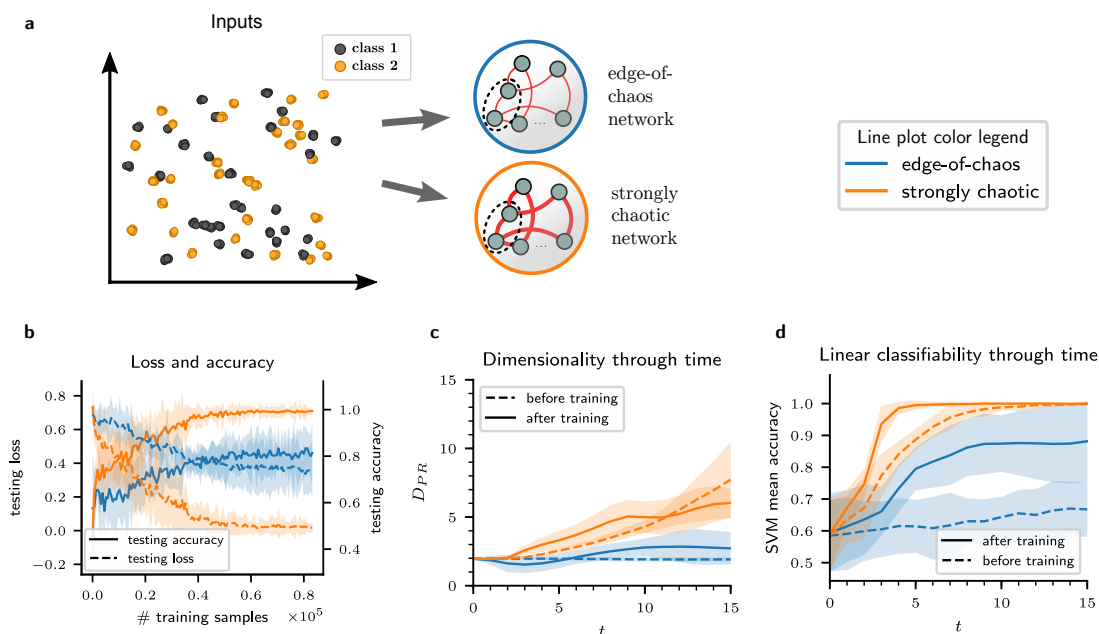 a
Inputs
class 1
class 2
edge-of-
chaos
network
strongly
chaotic
network
...
...
Line plot color legend
edge-of-chaos
strongly chaotic
b
Loss and accuracy
0.8
0.6
0.4
0.2
0.0
−0.2
testing loss
1.0
0.8
0.6
0.4
testing accuracy
testing accuracy
testing loss
0.0
0.2
0.4
0.6
0.8
×10⁵
# training samples
c
Dimensionality through time
before training
after training
15
10
5
0
D_PR
0
5
10
15
t
d
Linear classifiability through time
1.0
0.9
0.8
0.7
0.6
0.5
SVM mean accuracy
after training
before training
0
5
10
15
t